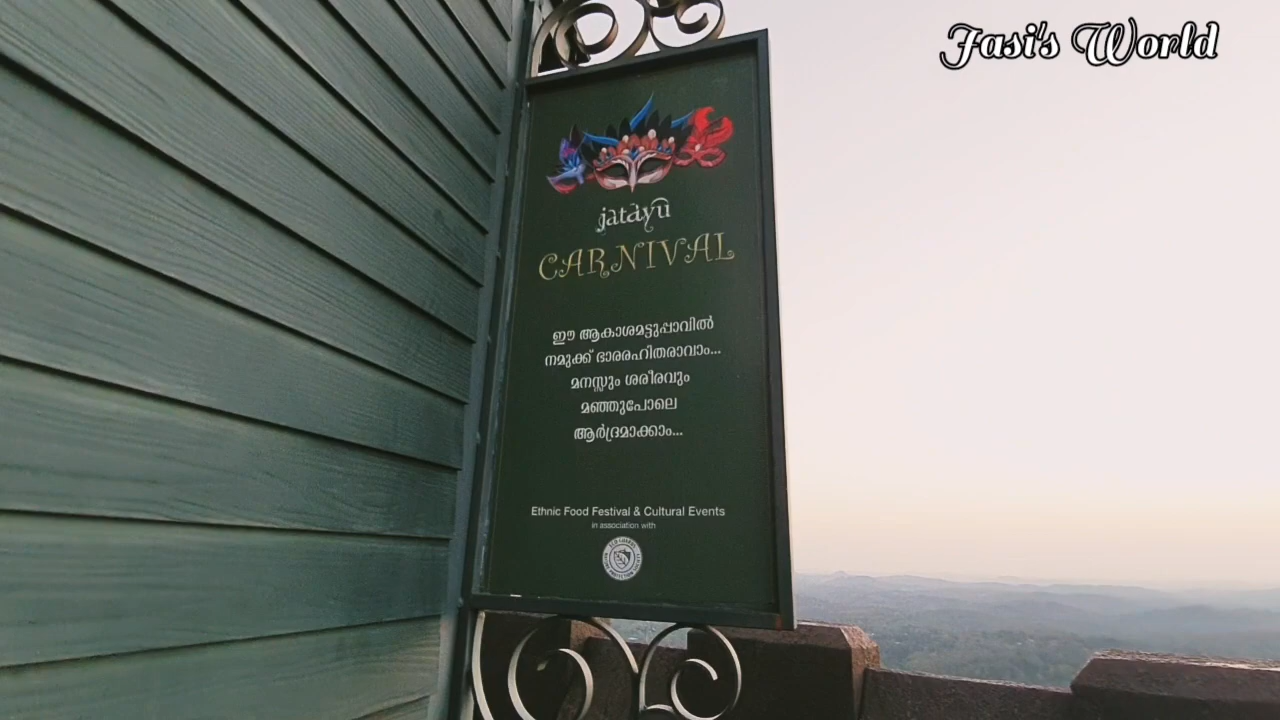 Fasi's World
jatayu
CARNIVAL
ഈ ആകാശമട്ടുപ്പാവിൽ
നമുക്ക് ഭാരരഹിതരാവാം...
മനസ്സും ശരീരവും
മഞ്ഞുപോലെ
ആർദ്രമാക്കാം...
Ethnic Food Festival & Cultural Events
in association with